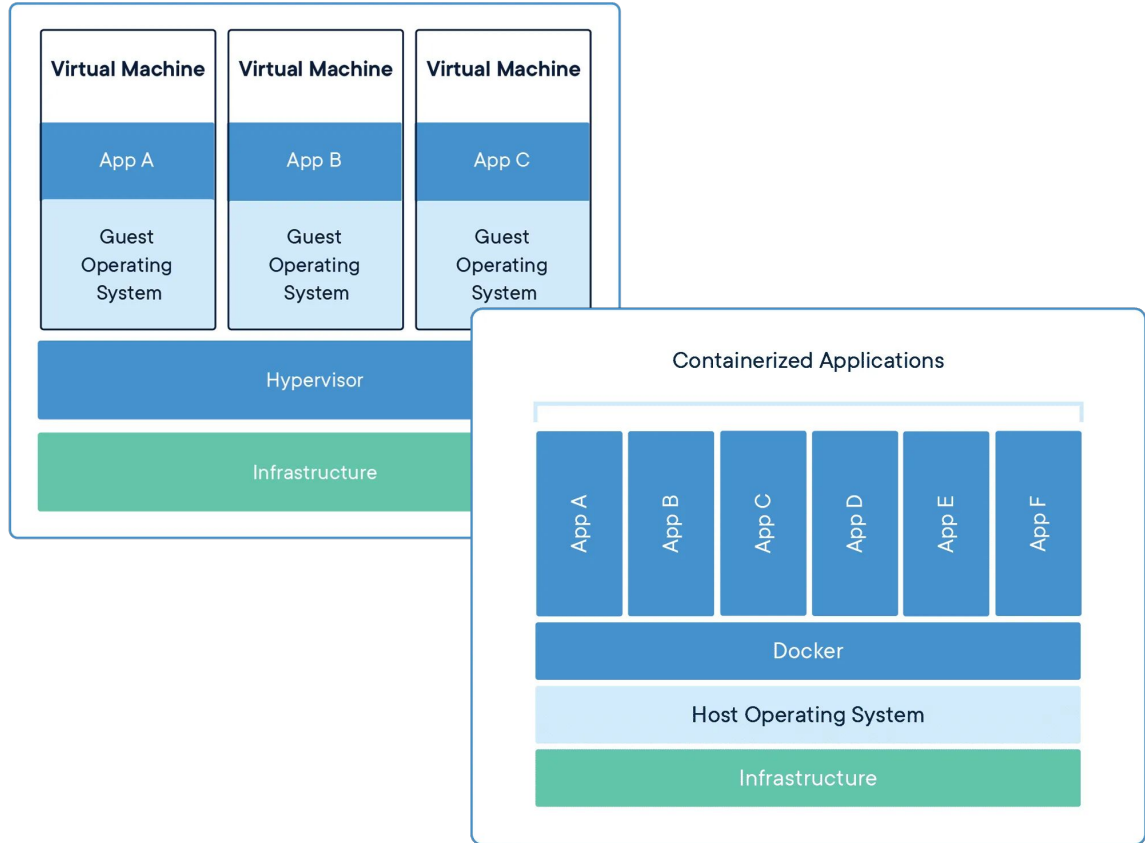 Virtual Machine
Virtual Machine
Virtual Machine
App A
App B
App C
Guest
Operating
System
Guest
Operating
System
Guest
Operating
System
Hypervisor
Infrastructure
Containerized Applications
App A
App B
App C
App D
App E
App F
Docker
Host Operating System
Infrastructure